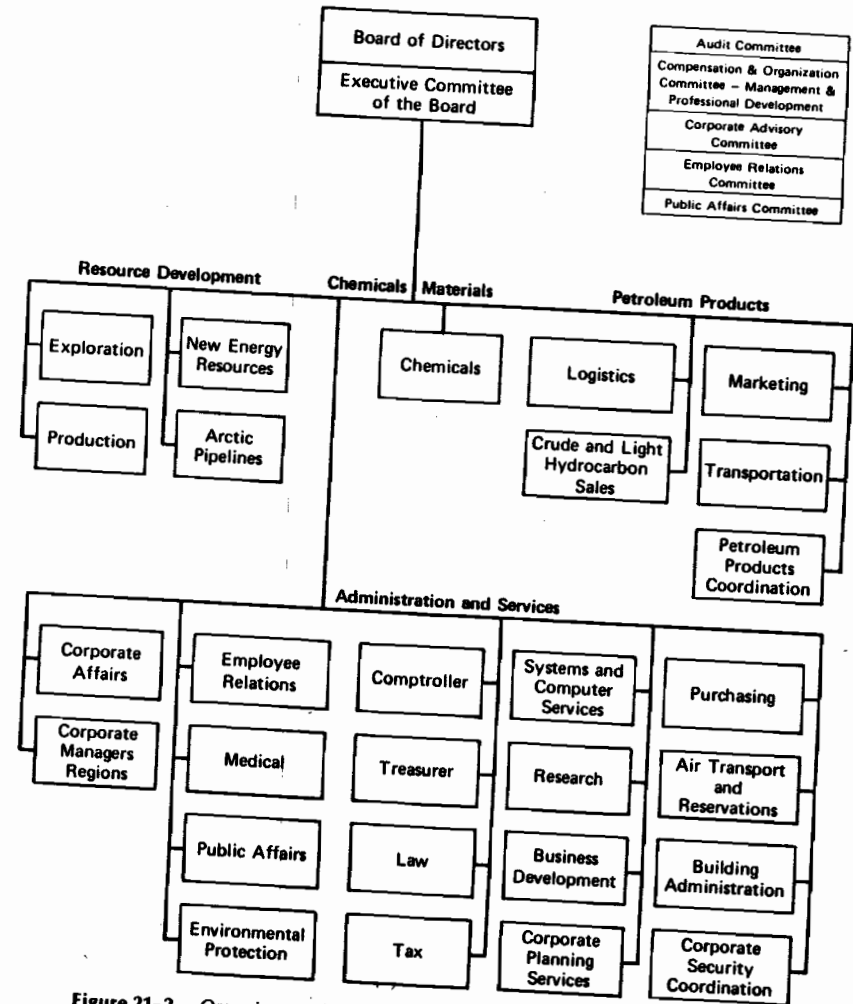 Board of Directors
Executive Committee
of the Board
Audit Committee
Compensation & Organization
Committee – Management &
Professional Development
Corporate Advisory
Committee
Employee Relations
Committee
Public Affairs Committee
Resource Development
Chemicals Materials
Petroleum Products
Exploration
New Energy
Resources
Production
Arctic
Pipelines
Chemicals
Logistics
Crude and Light
Hydrocarbon
Sales
Marketing
Transportation
Petroleum
Products
Coordination
Administration and Services
Corporate
Affairs
Corporate
Managers
Regions
Employee
Relations
Medical
Public Affairs
Environmental
Protection
Comptroller
Treasurer
Law
Tax
Systems and
Computer
Services
Research
Business
Development
Corporate
Planning
Services
Purchasing
Air Transport
and
Reservations
Building
Administration
Corporate
Security
Coordination
Figure 21-2